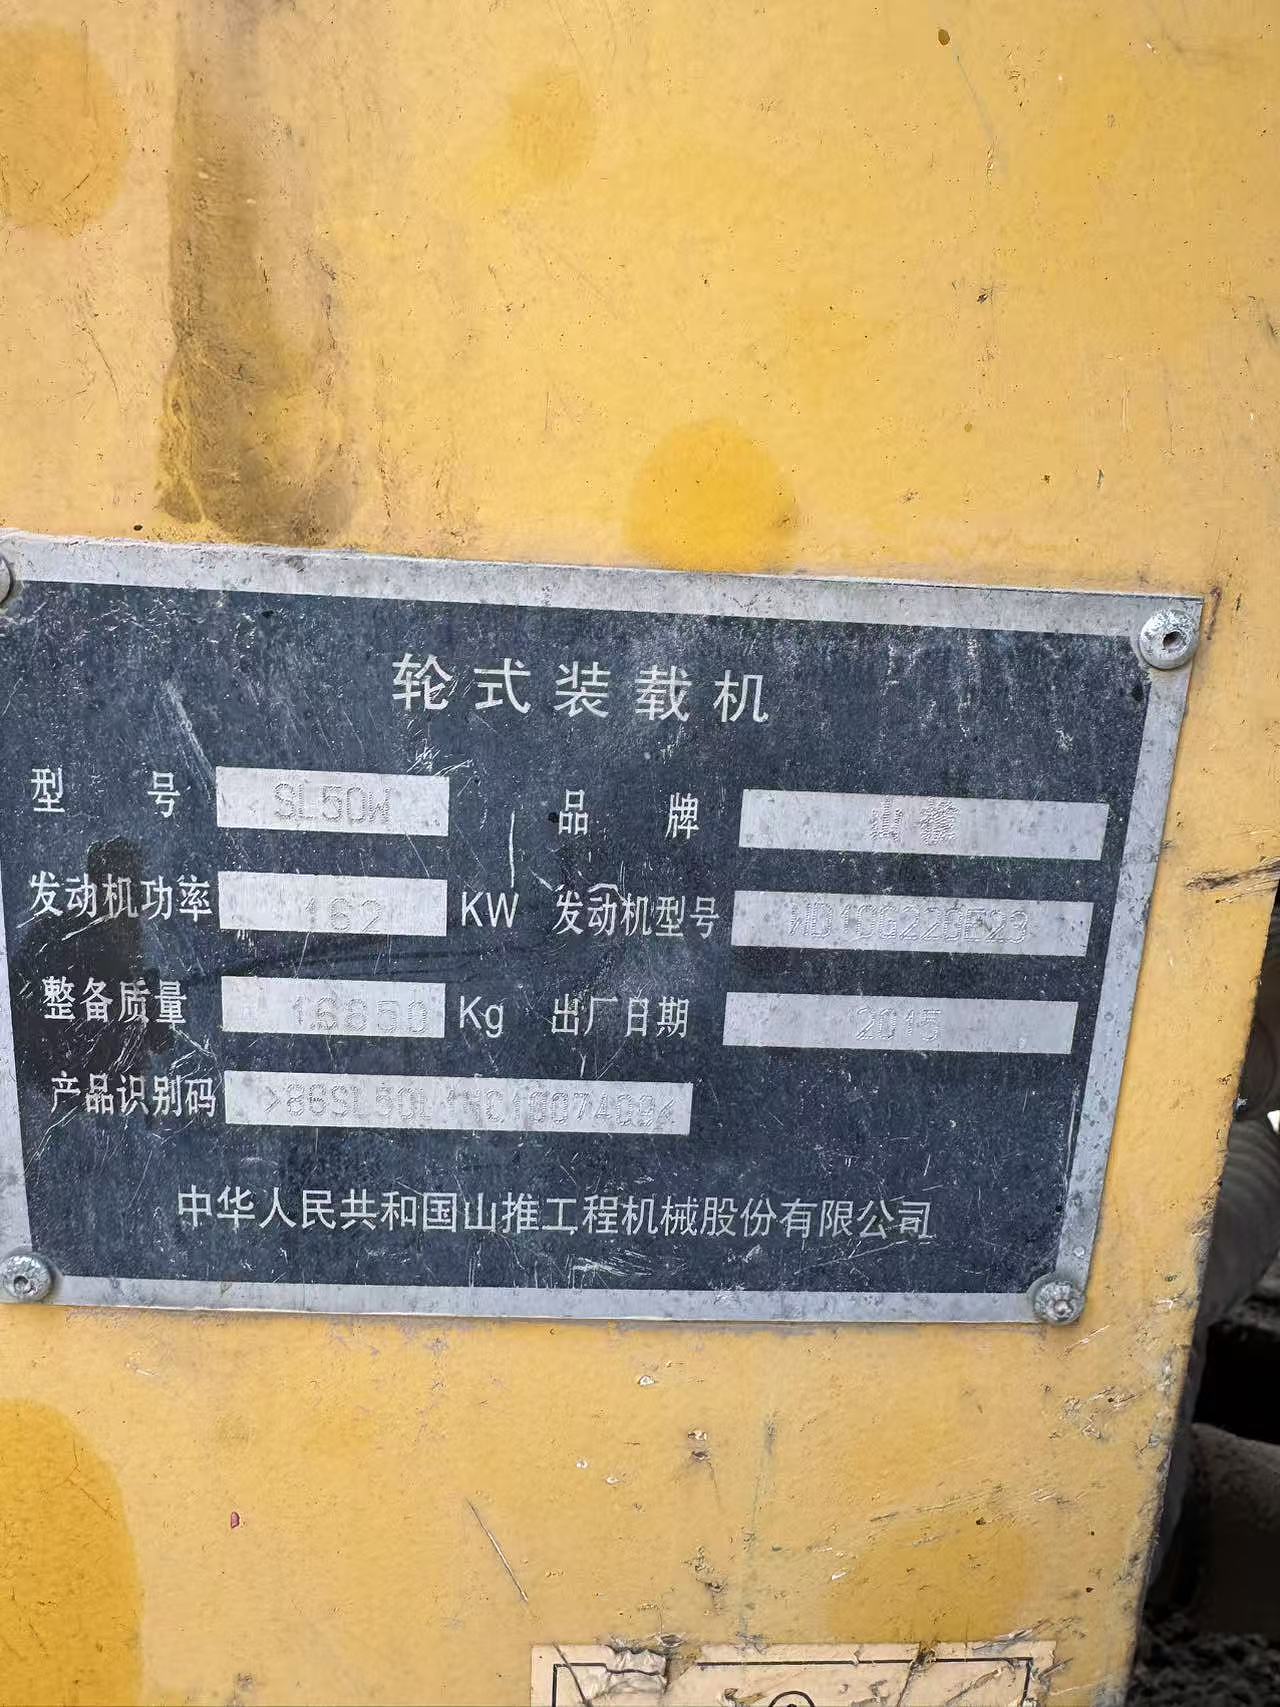 轮式装载机
型号 SL50W 品牌 山推
发动机功率 162 KW 发动机型号 WD10G220E23
整备质量 16850 Kg 出厂日期 2015
产品识别码
中华人民共和国山推工程机械股份有限公司